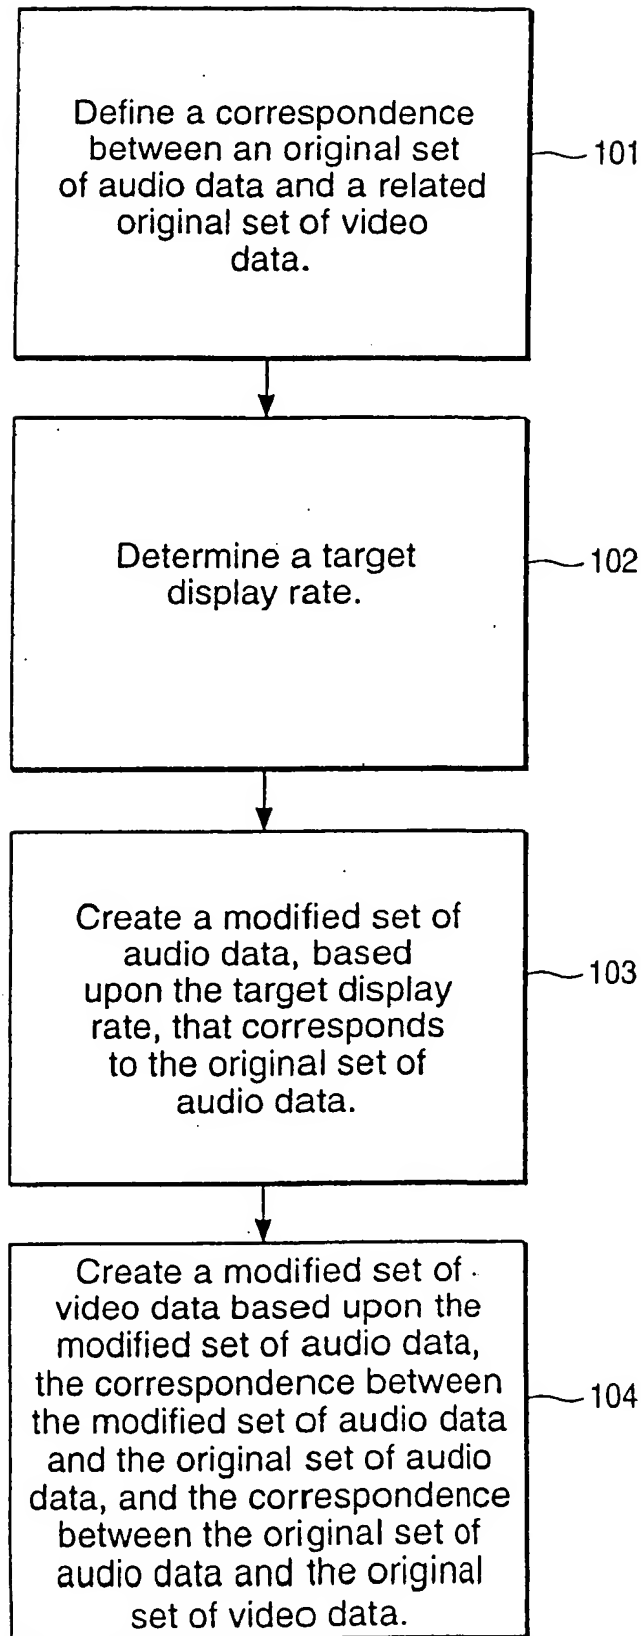 Define a correspondence
between an original set
of audio data and a related
original set of video
data.
101
Determine a target
display rate.
102
Create a modified set of
audio data, based
upon the target display
rate, that corresponds
to the original set of
audio data.
103
Create a modified set of
video data based upon the
modified set of audio data,
the correspondence between
the modified set of audio data
and the original set of audio
data, and the correspondence
between the original set of
audio data and the original
set of video data.
104